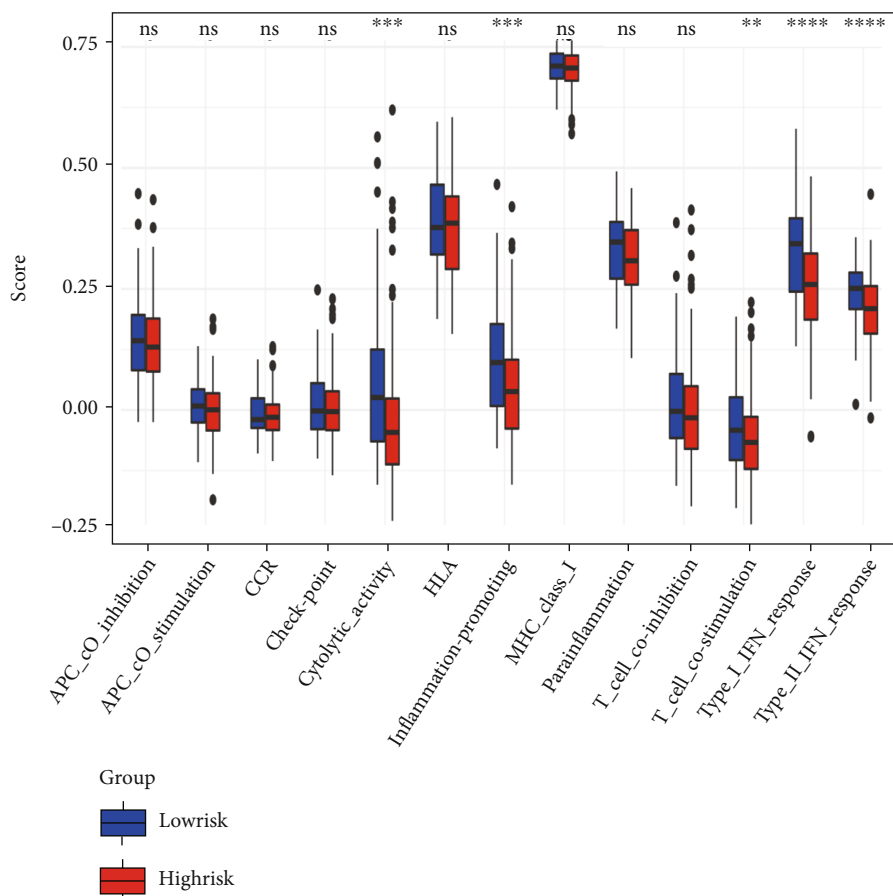 ns ns ns ns *** ns *** ns ns ns ** **** ****
0.75
0.50
0.25
0.00
–0.25
Score
APC_cO_inhibition
APC_cO_stimulation
CCR
Check-point
Cytolytic_activity
HLA
Inflammation-promoting
MHC_class_I
Parainflammation
T_cell_co-inhibition
T_cell_co-stimulation
Type_I_IFN_response
Type_II_IFN_response
Group
Lowrisk
Highrisk